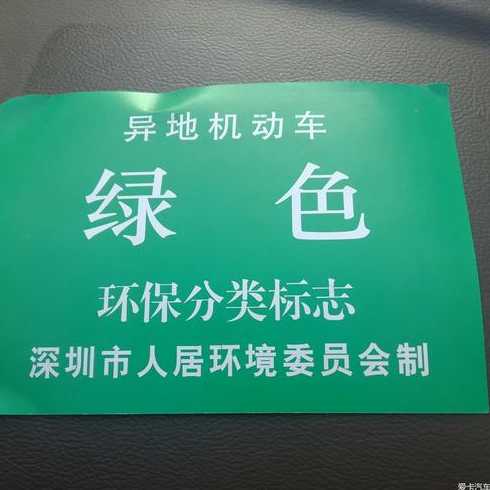 异地机动车
绿 色
环保分类标志
深圳市人居环境委员会制
爱卡汽车